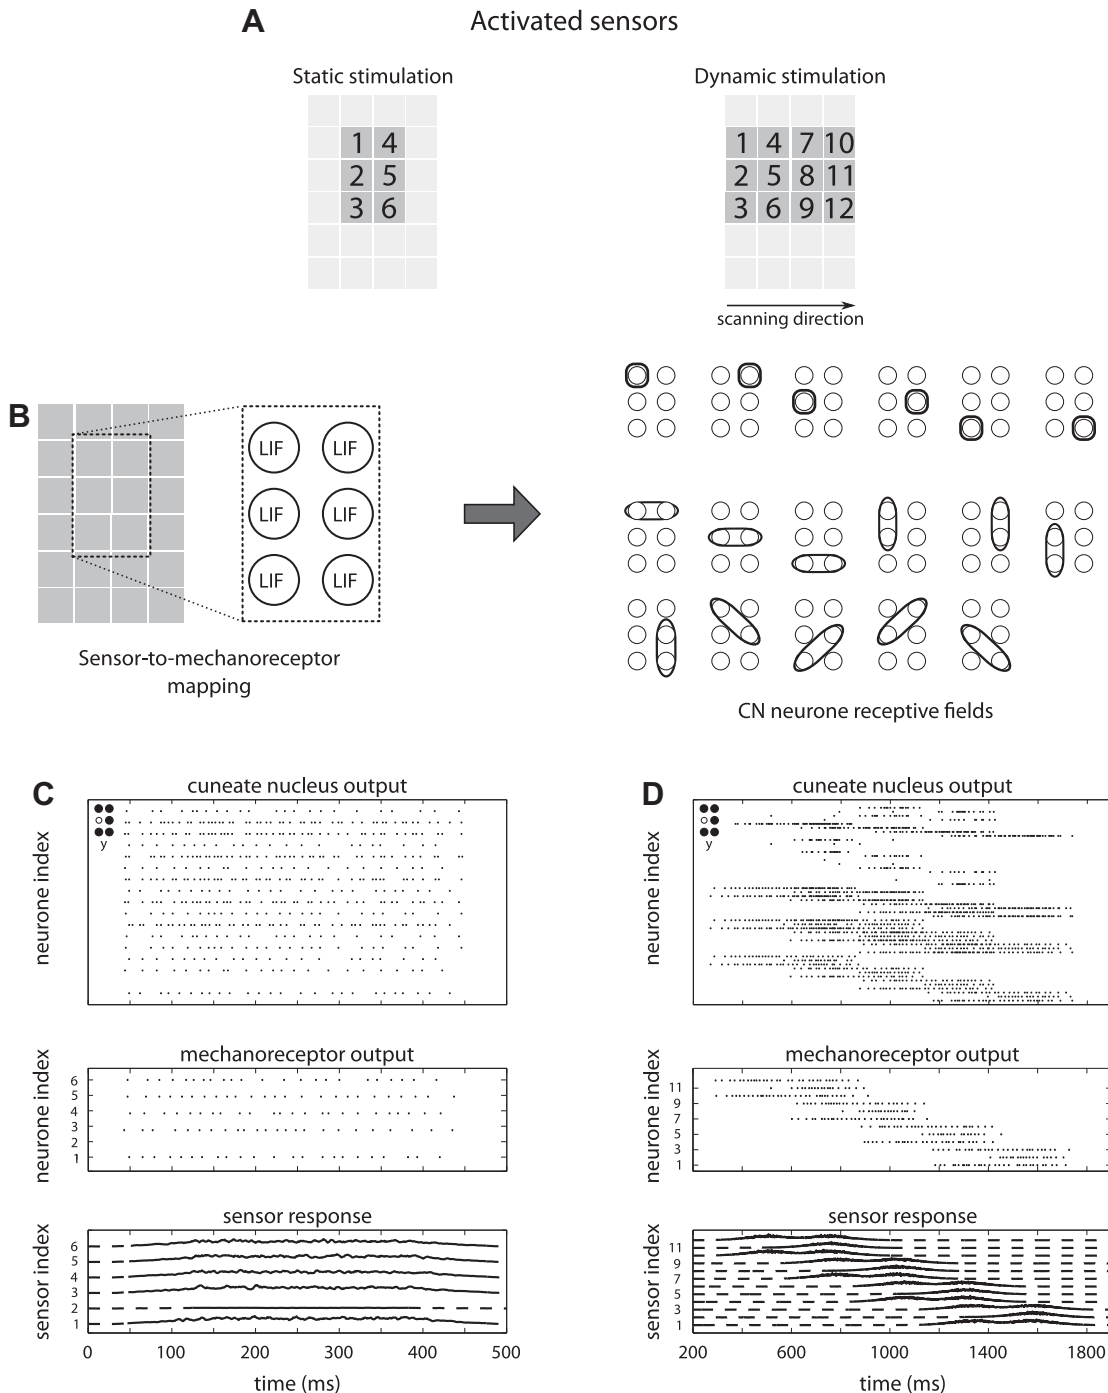 A
Activated sensors
Static stimulation
Dynamic stimulation
1 4
2 5
3 6
1 4 7 10
2 5 8 11
3 6 9 12
scanning direction
B
LIF LIF
LIF LIF
LIF LIF
Sensor-to-mechanoreceptor
mapping
CN neurone receptive fields
C
cuneate nucleus output
neurone index
y
mechanoreceptor output
neurone index
6
5
4
3
2
1
sensor response
sensor index
6
5
4
3
2
1
0 100 200 300 400 500
time (ms)
D
cuneate nucleus output
neurone index
y
mechanoreceptor output
neurone index
11
9
7
5
3
1
sensor response
sensor index
11
9
7
5
3
1
200 600 1000 1400 1800
time (ms)